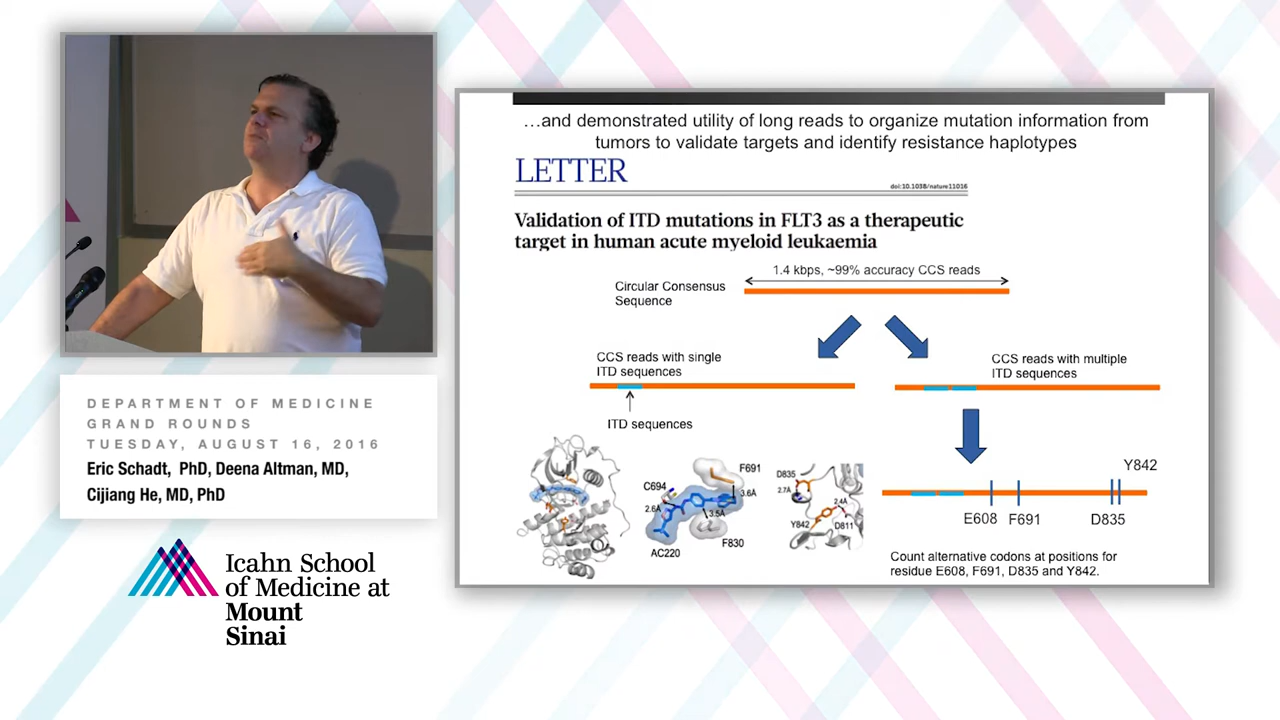 DEPARTMENT OF MEDICINE
GRAND ROUNDS
TUESDAY, AUGUST 16, 2016
Eric Schadt, PhD, Deena Altman, MD,
Cijiang He, MD, PhD
Icahn School
of Medicine at
Mount
Sinai
…and demonstrated utility of long reads to organize mutation information from
tumors to validate targets and identify resistance haplotypes
LETTER
doi:10.1038/nature11016
Validation of ITD mutations in FLT3 as a therapeutic
target in human acute myeloid leukaemia
1.4 kbps, ~99% accuracy CCS reads
Circular Consensus
Sequence
CCS reads with single
ITD sequences
ITD sequences
CCS reads with multiple
ITD sequences
C694
F691
2.6Å
3.6Å
3.5Å
AC220
F830
D835
2.7Å
2.4Å
Y842
D811
Y842
E608
F691
D835
Count alternative codons at positions for
residue E608, F691, D835 and Y842.